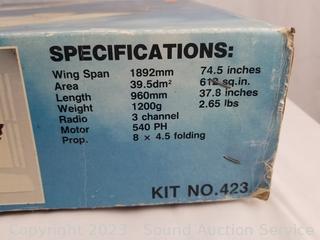 SPECIFICATIONS:
Wing Span 1892mm 74.5 inches
Area 39.5dm² 612 sq.in.
Length 960mm 37.8 inches
Weight 1200g 2.65 lbs
Radio 3 channel
Motor 540 PH
Prop. 8 × 4.5 folding
KIT NO.423
Copyright 2023 - Sound Auction Service